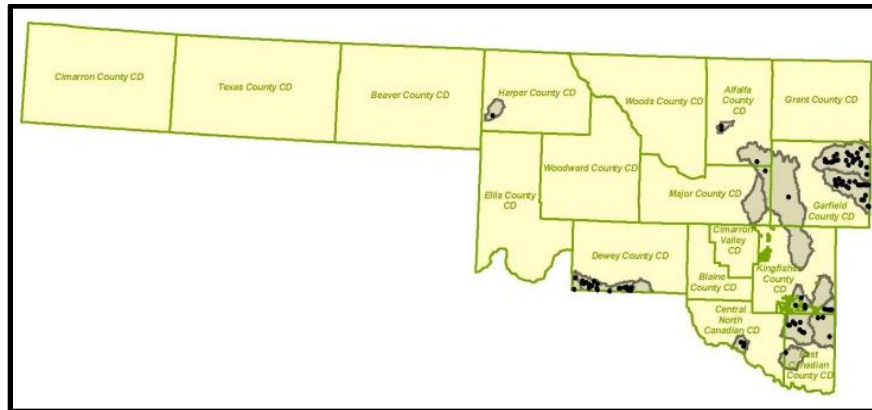 Cimarron County CD
Texas County CD
Beaver County CD
Harper County CD
Woods County CD
Alfalfa
County
CD
Grant County CD
Woodward County CD
Ellis County
CD
Major County CD
Garfield
County CD
Dewey County CD
Cimarron
Valley
CD
Blaine
County CD
Kingfisher
County
CD
Central
North
Canadian CD
East
Canadian
County CD